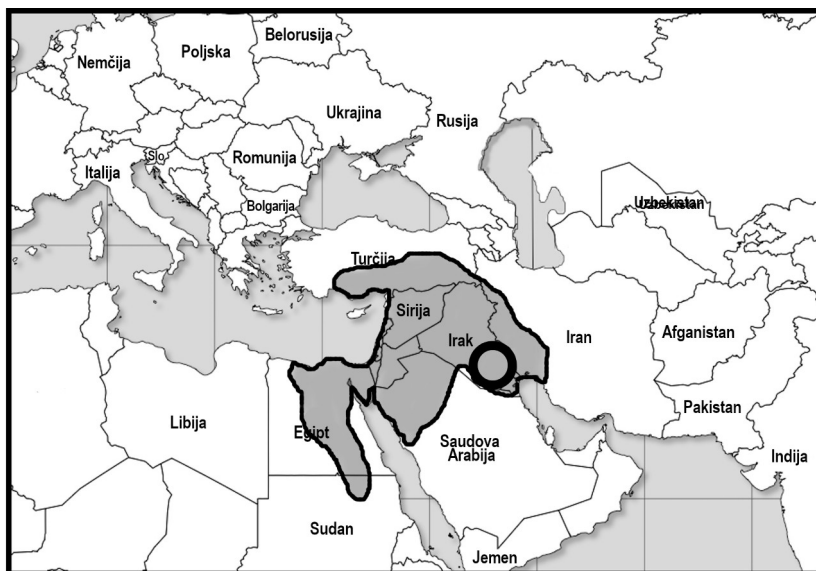 Belorusija
Poljska
Nemčija
Ukrajina
Rusija
Slo
Italija
Romunija
Bolgarija
Uzbekistan
Uzbekistan
Turčija
Sirija
Irak
Iran
Afganistan
Pakistan
Libija
Egipt
Saudova
Arabija
Indija
Sudan
Jemen